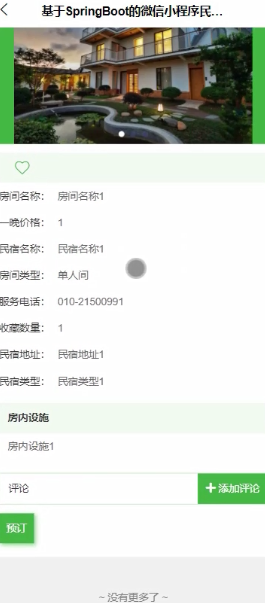 基于SpringBoot的微信小程序民...
房间名称： 房间名称1
一晚价格： 1
民宿名称： 民宿名称1
房间类型： 单人间
服务电话： 010-21500991
收藏数量： 1
民宿地址： 民宿地址1
民宿类型： 民宿类型1
房内设施
房内设施1
评论 +添加评论
预订
~ 没有更多了 ~